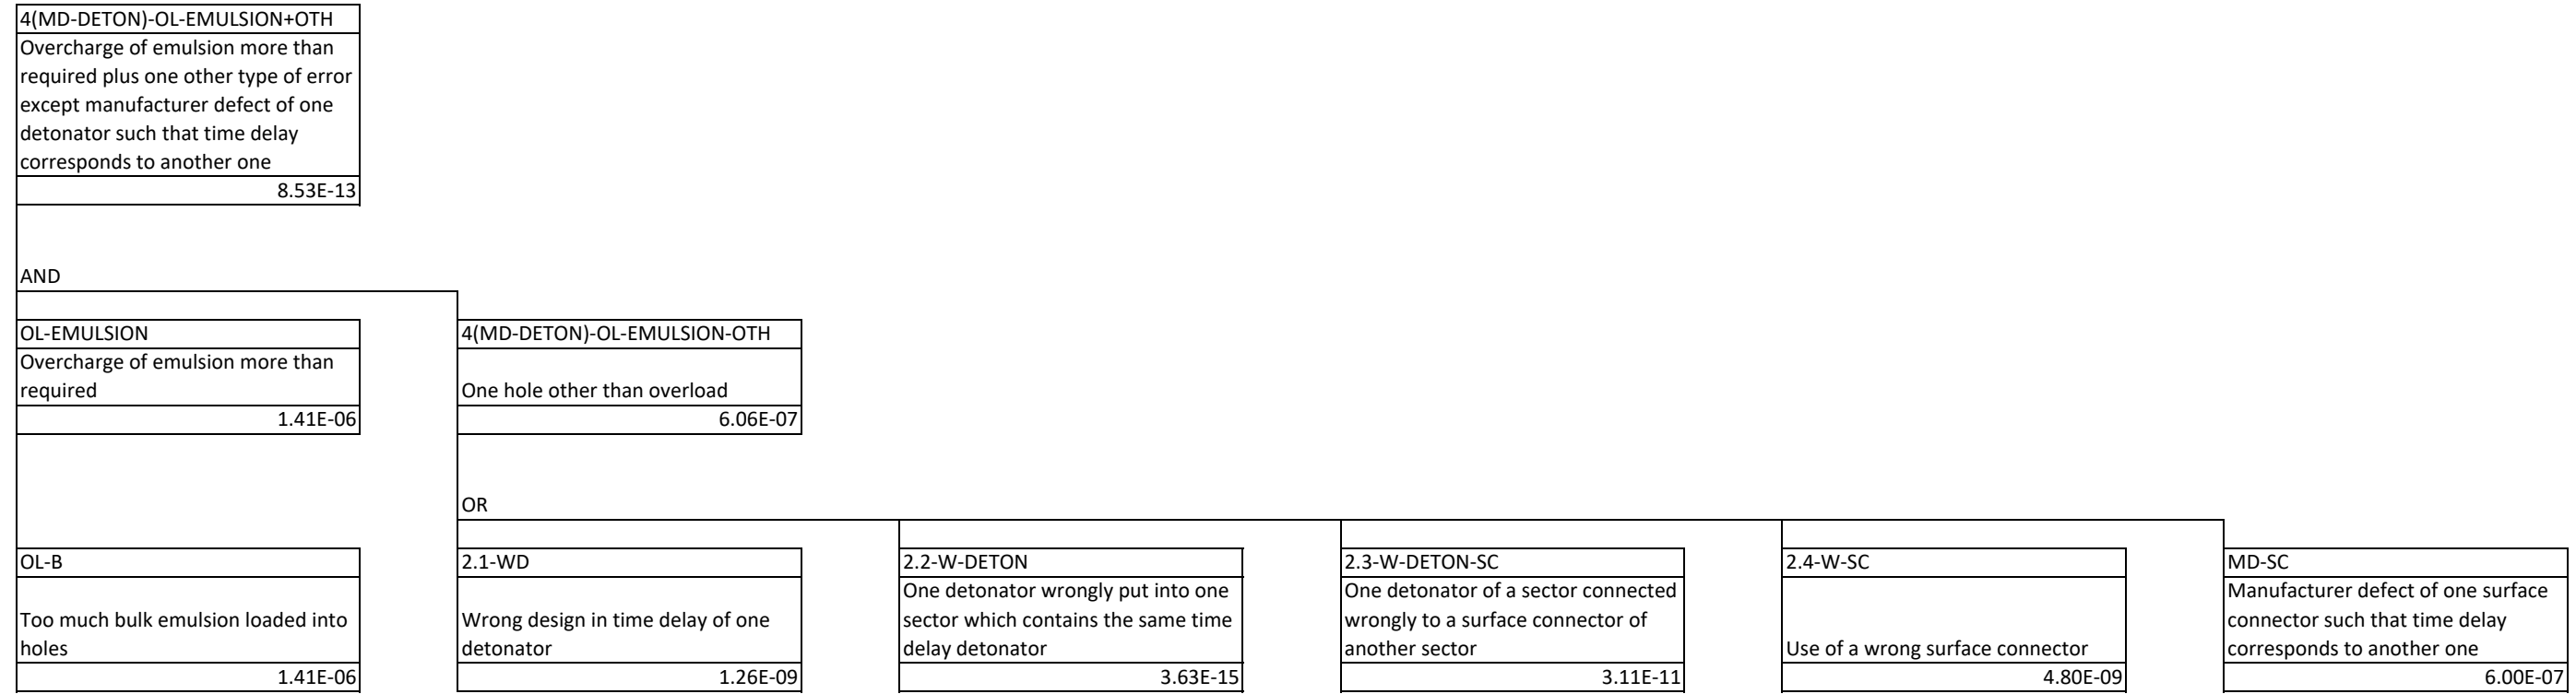 4(MD-DETON)-OL-EMULSION+OTH
Overcharge of emulsion more than
required plus one other type of error
except manufacturer defect of one
detonator such that time delay
corresponds to another one
8.53E-13
AND
OL-EMULSION
Overcharge of emulsion more than
required
1.41E-06
4(MD-DETON)-OL-EMULSION-OTH
One hole other than overload
6.06E-07
OR
OL-B
Too much bulk emulsion loaded into
holes
1.41E-06
2.1-WD
Wrong design in time delay of one
detonator
1.26E-09
2.2-W-DETON
One detonator wrongly put into one
sector which contains the same time
delay detonator
3.63E-15
2.3-W-DETON-SC
One detonator of a sector connected
wrongly to a surface connector of
another sector
3.11E-11
2.4-W-SC
Use of a wrong surface connector
4.80E-09
MD-SC
Manufacturer defect of one surface
connector such that time delay
corresponds to another one
6.00E-07